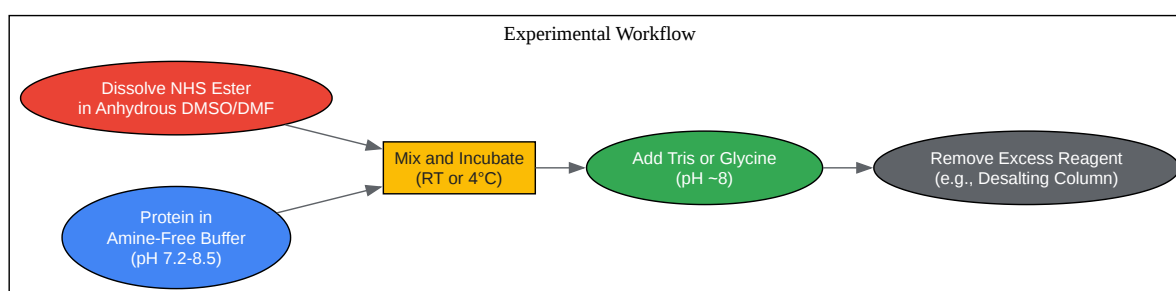 Experimental Workflow
Dissolve NHS Ester
in Anhydrous DMSO/DMF
Protein in
Amine-Free Buffer
(pH 7.2-8.5)
Mix and Incubate
(RT or 4°C)
Add Tris or Glycine
(pH ~8)
Remove Excess Reagent
(e.g., Desalting Column)